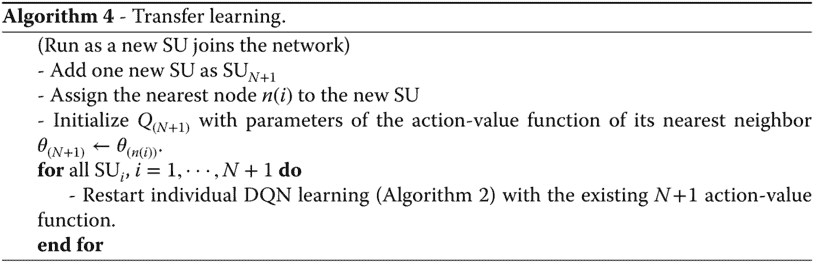 Algorithm 4 - Transfer learning.
(Run as a new SU joins the network)
- Add one new SU as SU_{N+1}
- Assign the nearest node n(i) to the new SU
- Initialize Q_{(N+1)} with parameters of the action-value function of its nearest neighbor
θ_{(N+1)} ← θ_{(n(i))}.
for all SU_i, i = 1, ⋯, N + 1 do
- Restart individual DQN learning (Algorithm 2) with the existing N+1 action-value
function.
end for